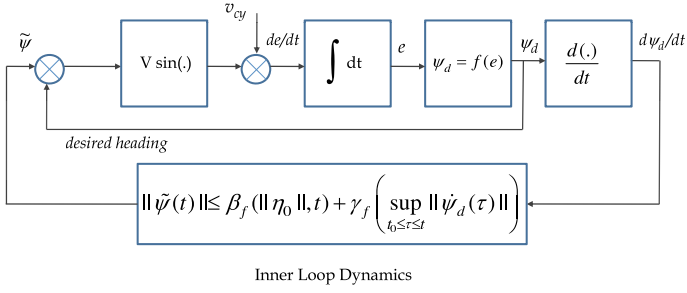 ψ̃
V sin(.)
v_cy
de/dt
∫ dt
e
ψ_d = f(e)
ψ_d
d(.)/dt
dψ_d/dt
desired heading
‖ψ̃(t)‖≤ β_f(‖η_0‖,t) + γ_f( sup_{t_0≤τ≤t} ‖ψ̇_d(τ)‖ )
Inner Loop Dynamics